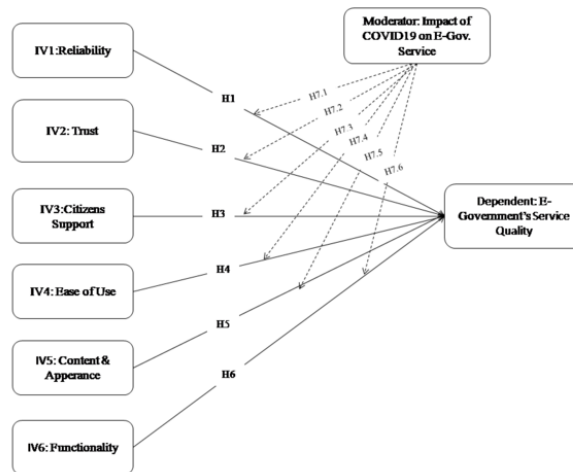 Moderator: Impact of
COVID19 on E-Gov.
Service
IV1:Reliability
H1
H7.1
H7.2
H7.3
H7.4
H7.5
H7.6
IV2: Trust
H2
IV3:Citizens
Support
H3
Dependent: E-
Government's Service
Quality
IV4: Ease of Use
H4
H5
IV5: Content &
Apperance
H6
IV6: Functionality